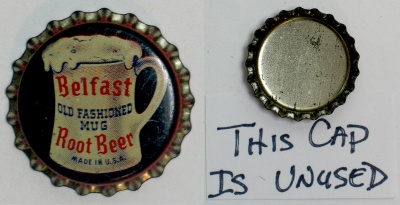 Belfast
OLD FASHIONED
MUG
Root Beer
MADE IN U.S.A.
THIS CAP
IS UNUSED